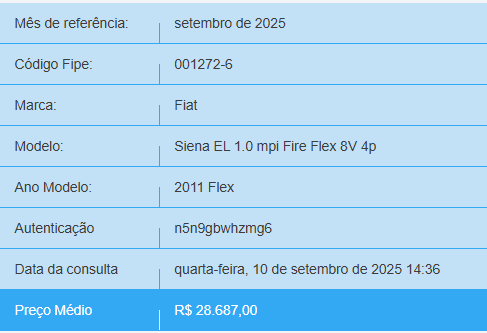 Mês de referência: setembro de 2025
Código Fipe: 001272-6
Marca: Fiat
Modelo: Siena EL 1.0 mpi Fire Flex 8V 4p
Ano Modelo: 2011 Flex
Autenticação n5n9gbwhzmg6
Data da consulta quarta-feira, 10 de setembro de 2025 14:36
Preço Médio R$ 28.687,00